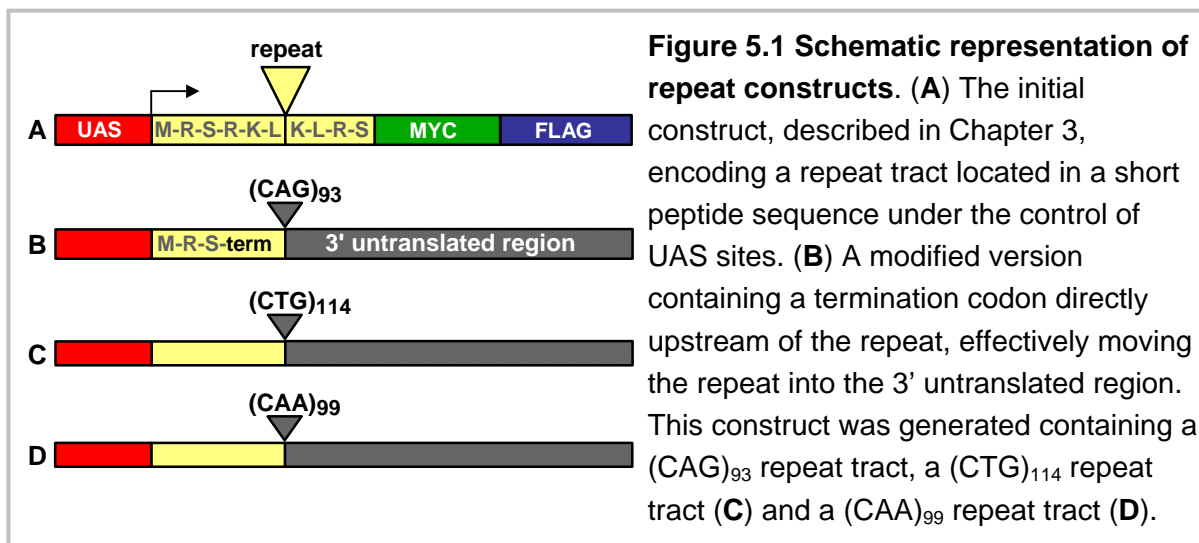 repeat
A UAS M-R-S-R-K-L K-L-R-S MYC FLAG
(CAG)93
B M-R-S-term 3' untranslated region
(CTG)114
C
(CAA)99
D
Figure 5.1 Schematic representation of
repeat constructs. (A) The initial
construct, described in Chapter 3,
encoding a repeat tract located in a short
peptide sequence under the control of
UAS sites. (B) A modified version
containing a termination codon directly
upstream of the repeat, effectively moving
the repeat into the 3’ untranslated region.
This construct was generated containing a
(CAG)93 repeat tract, a (CTG)114 repeat
tract (C) and a (CAA)99 repeat tract (D).